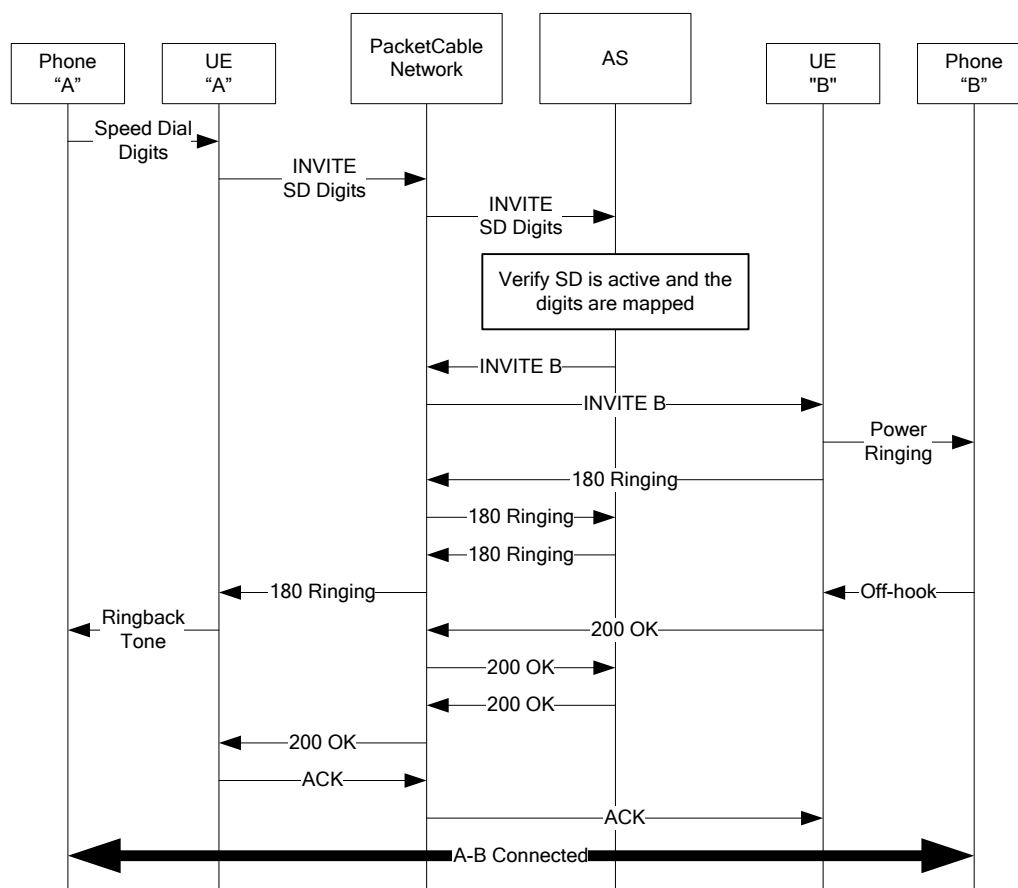 Phone
“A”
UE
“A”
PacketCable
Network
AS
UE
"B"
Phone
“B”
Speed Dial
Digits
INVITE
SD Digits
INVITE
SD Digits
Verify SD is active and the
digits are mapped
INVITE B
INVITE B
Power
Ringing
180 Ringing
180 Ringing
180 Ringing
180 Ringing
Off-hook
Ringback
Tone
200 OK
200 OK
200 OK
200 OK
ACK
ACK
A-B Connected